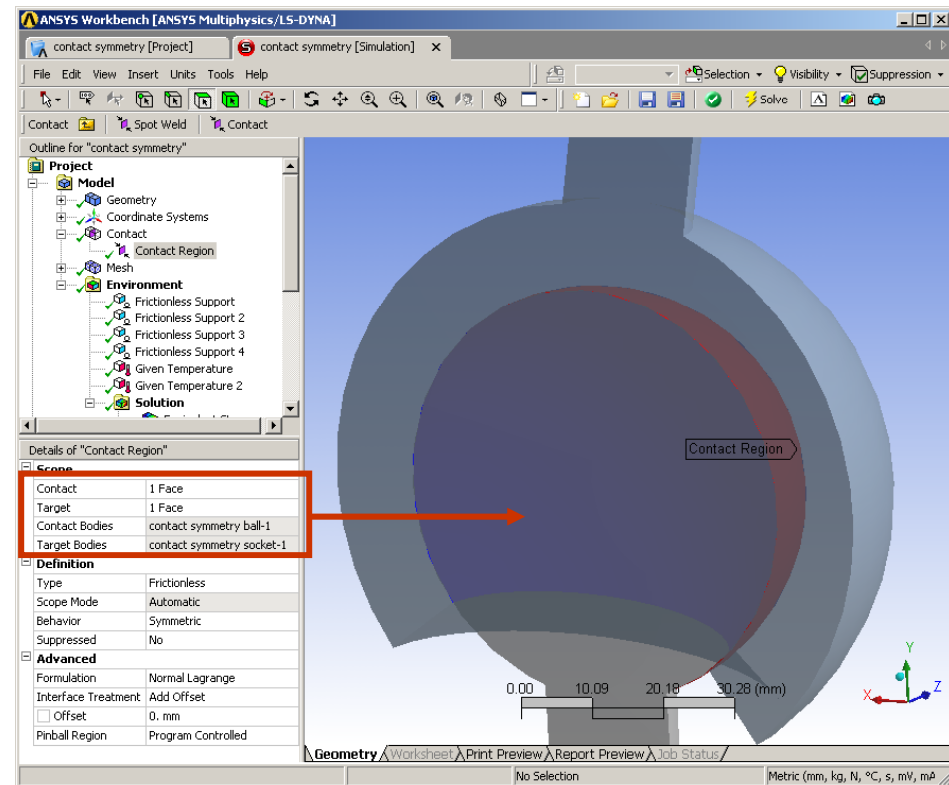 ANSYS Workbench [ANSYS Multiphysics/LS-DYNA]
contact symmetry [Project] contact symmetry [Simulation]
File Edit View Insert Units Tools Help Selection Visibility Suppression
Solve
Contact Spot Weld Contact
Outline for "contact symmetry"
Project
Model
Geometry
Coordinate Systems
Contact
Contact Region
Mesh
Environment
Frictionless Support
Frictionless Support 2
Frictionless Support 3
Frictionless Support 4
Given Temperature
Given Temperature 2
Solution
Details of "Contact Region"
Scope
Contact 1 Face
Target 1 Face
Contact Bodies contact symmetry ball-1
Target Bodies contact symmetry socket-1
Definition
Type Frictionless
Scope Mode Automatic
Behavior Symmetric
Suppressed No
Advanced
Formulation Normal Lagrange
Interface Treatment Add Offset
Offset 0. mm
Pinball Region Program Controlled
Contact Region
0.00 10.09 20.18 30.28 (mm)
Y
X Z
Geometry Worksheet Print Preview Report Preview Job Status
No Selection Metric (mm, kg, N, °C, s, mV, mA